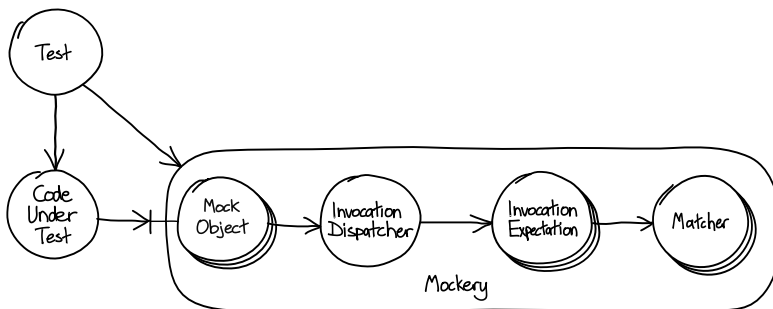 Test
Code
Under
Test
Mock
Object
Invocation
Dispatcher
Invocation
Expectation
Matcher
Mockery